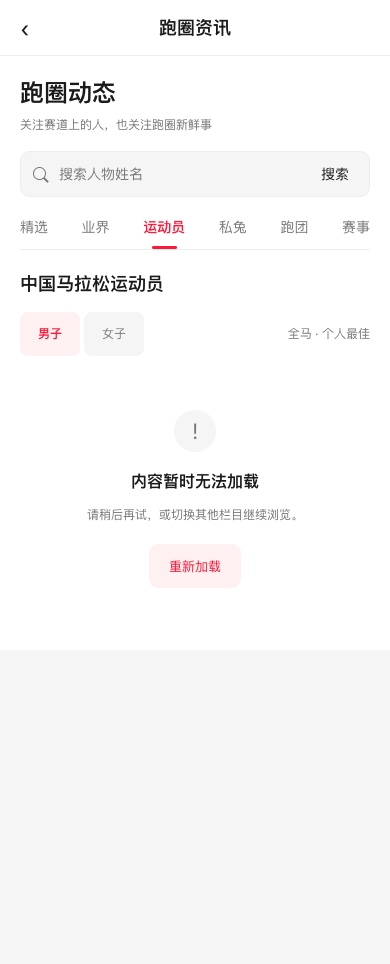 ‹ 跑圈资讯
跑圈动态
关注赛道上的人，也关注跑圈新鲜事
搜索人物姓名 搜索
精选 业界 运动员 私兔 跑团 赛事
中国马拉松运动员
男子 女子 全马 · 个人最佳
!
内容暂时无法加载
请稍后再试，或切换其他栏目继续浏览。
重新加载